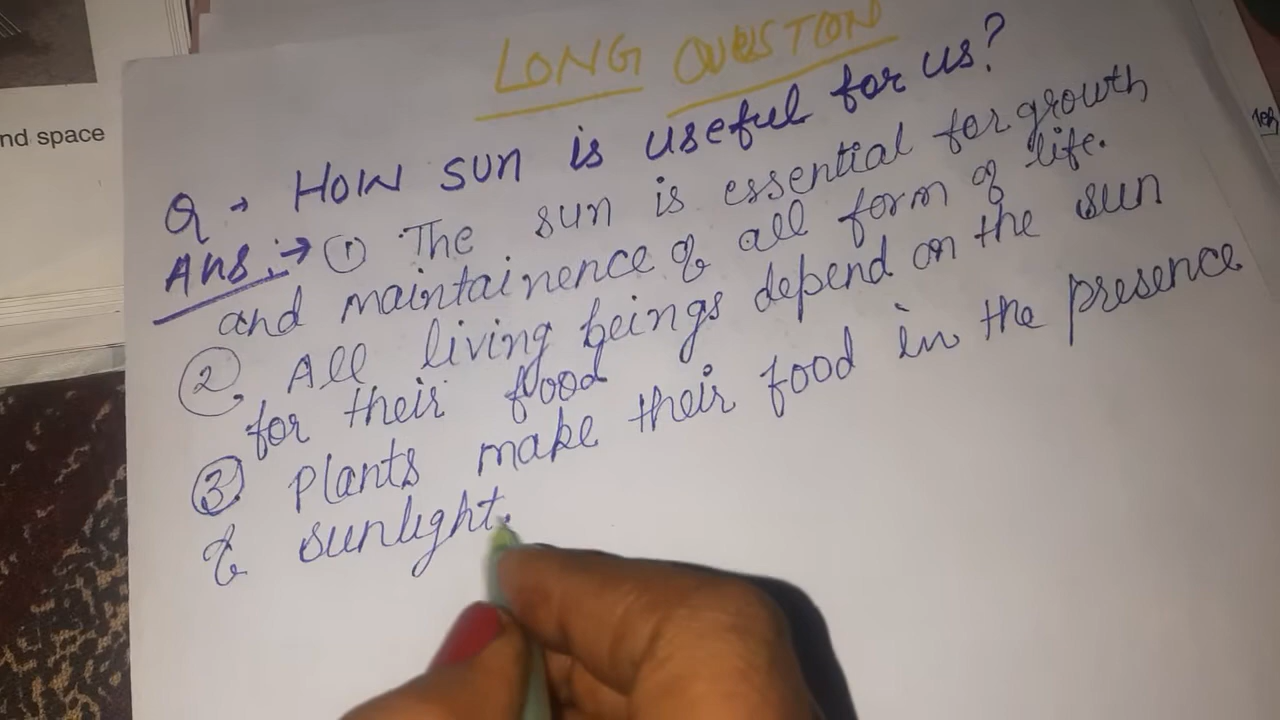 nd space
LONG QUESTION
Q → HOW SUN is useful for us?
Ans :→ ① The sun is essential for growth
and maintainence of all form of life.
② All living beings depend on the sun
for their food
③ Plants make their food in the presence
of sunlight.